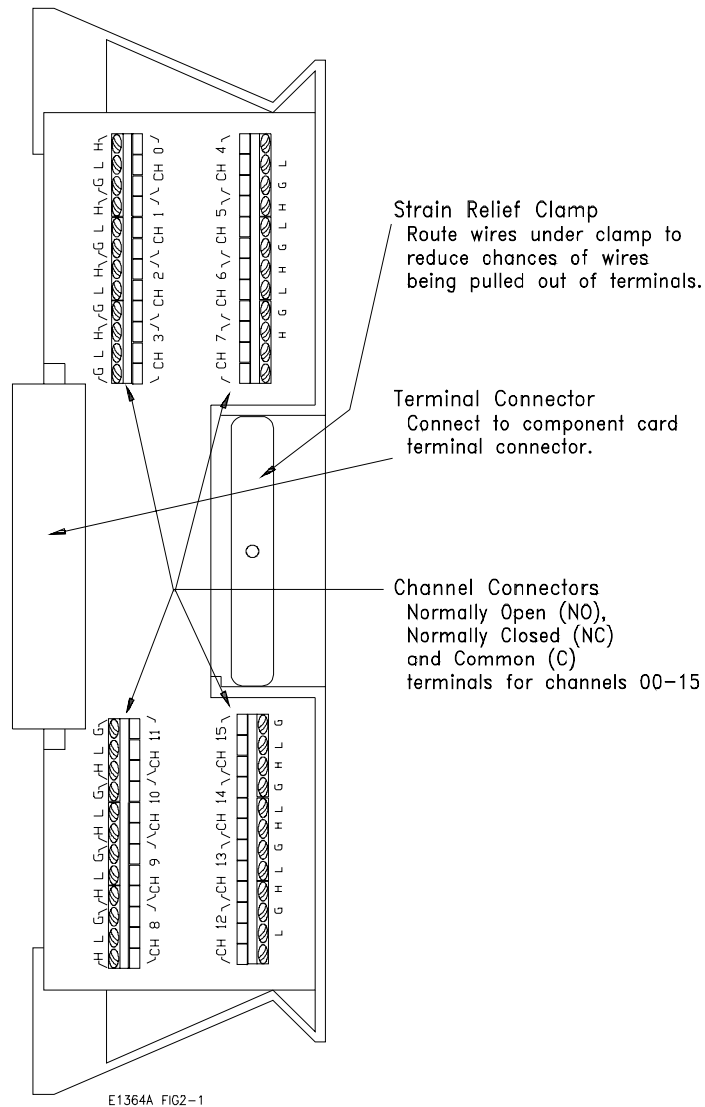 G L H G L H G L H G L H
CH 3 CH 2 CH 1 CH 0
CH 7 CH 6 CH 5 CH 4
H G L H G L H G L
Strain Relief Clamp
Route wires under clamp to
reduce chances of wires
being pulled out of terminals.
Terminal Connector
Connect to component card
terminal connector.
Channel Connectors
Normally Open (NO),
Normally Closed (NC)
and Common (C)
terminals for channels 00-15
H L G H L G H L G H L G
CH 8 CH 9 CH 10 CH 11
CH 12 CH 13 CH 14 CH 15
L G H L G H L G H L G
E1364A FIG2-1